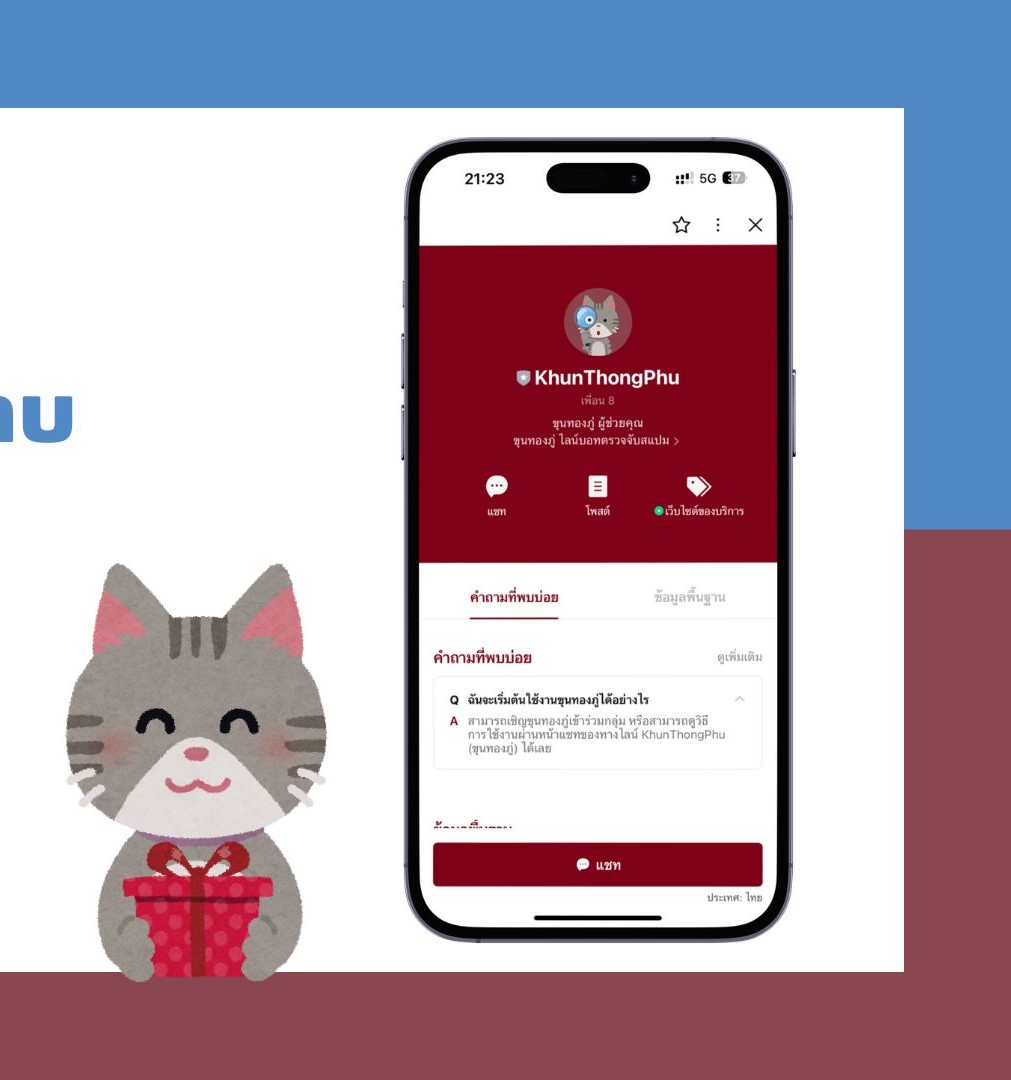 hu
21:23
5G 37
KhunThongPhu
เพื่อน 8
ขุนทองภู่ ผู้ช่วยคุณ
ขุนทองภู่ ไลน์บอทตรวจจับสแปม
แชท
โพสต์
เว็บไซต์ของบริการ
คำถามที่พบบ่อย
ข้อมูลพื้นฐาน
คำถามที่พบบ่อย
ดูเพิ่มเติม
Q ฉันจะเริ่มต้นใช้งานขุนทองภู่ได้อย่างไร
A สามารถเชิญขุนทองภู่เข้าร่วมกลุ่ม หรือสามารถดูวิธี
การใช้งานผ่านหน้าแชทของทางไลน์ KhunThongPhu
(ขุนทองภู่) ได้เลย
ข้อมูลพื้นฐาน
แชท
ประเทศ: ไทย